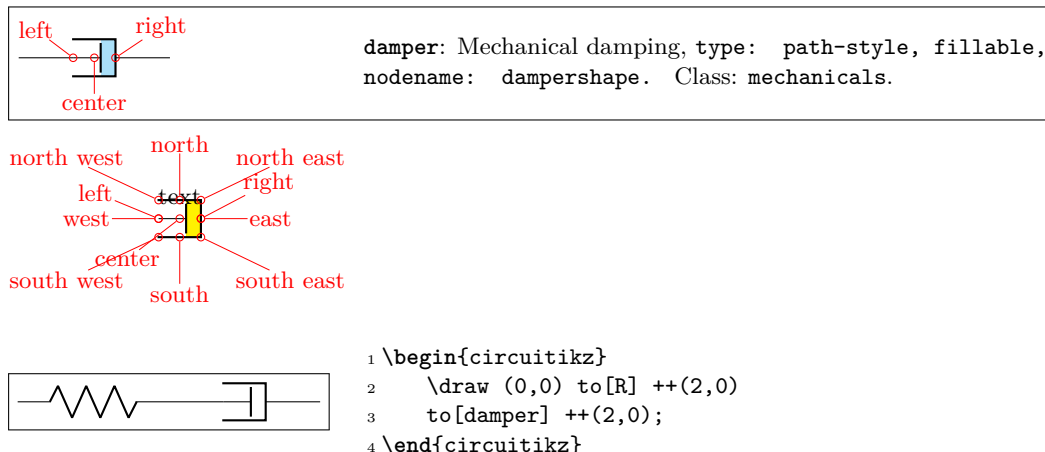 left right
center
damper: Mechanical damping, type: path-style, fillable,
nodename: dampershape. Class: mechanicals.
north west north north east
text
left right
west east
center
south west south south east
1 \begin{circuitikz}
2 \draw (0,0) to[R] ++(2,0)
3 to[damper] ++(2,0);
4 \end{circuitikz}